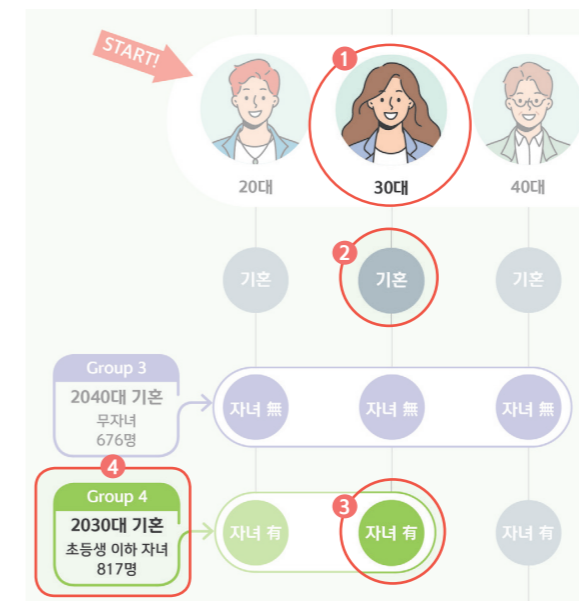 START!
1
20대 30대 40대
2
기혼 기혼 기혼
Group 3
2040대 기혼
무자녀
676명
자녀 無 자녀 無 자녀 無
4
Group 4
2030대 기혼
초등생 이하 자녀
817명
3
자녀 有 자녀 有 자녀 有